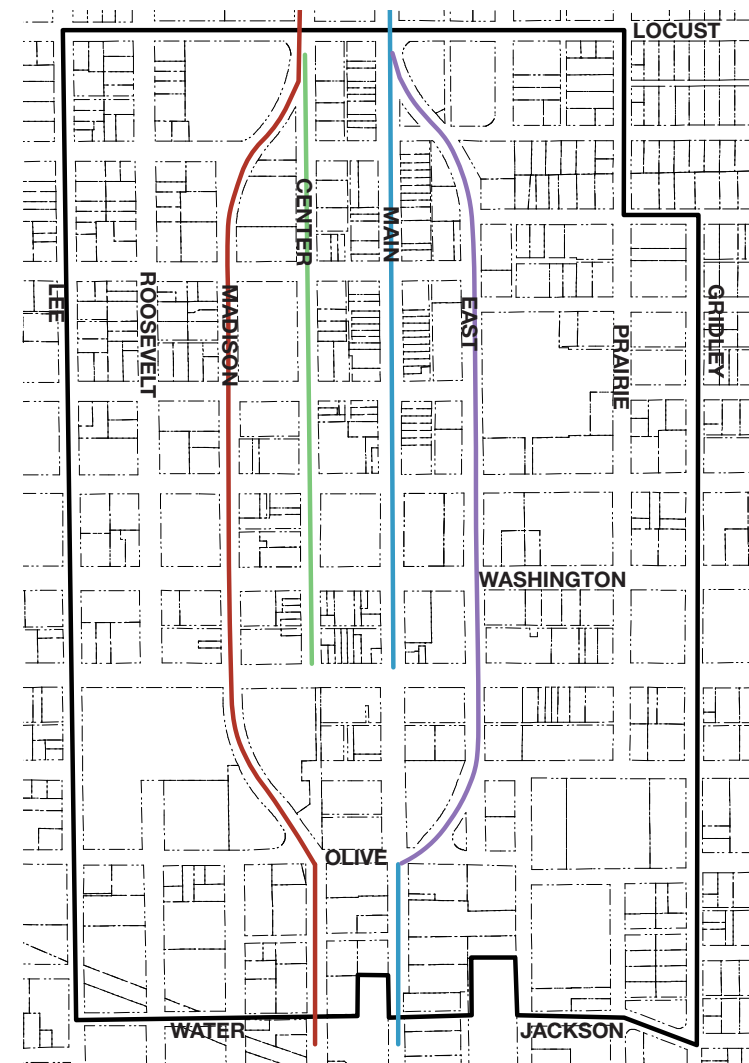 LOCUST
CENTER
MAIN
LEE
ROOSEVELT
MADISON
EAST
PRAIRIE
GRIDLEY
WASHINGTON
OLIVE
WATER
JACKSON